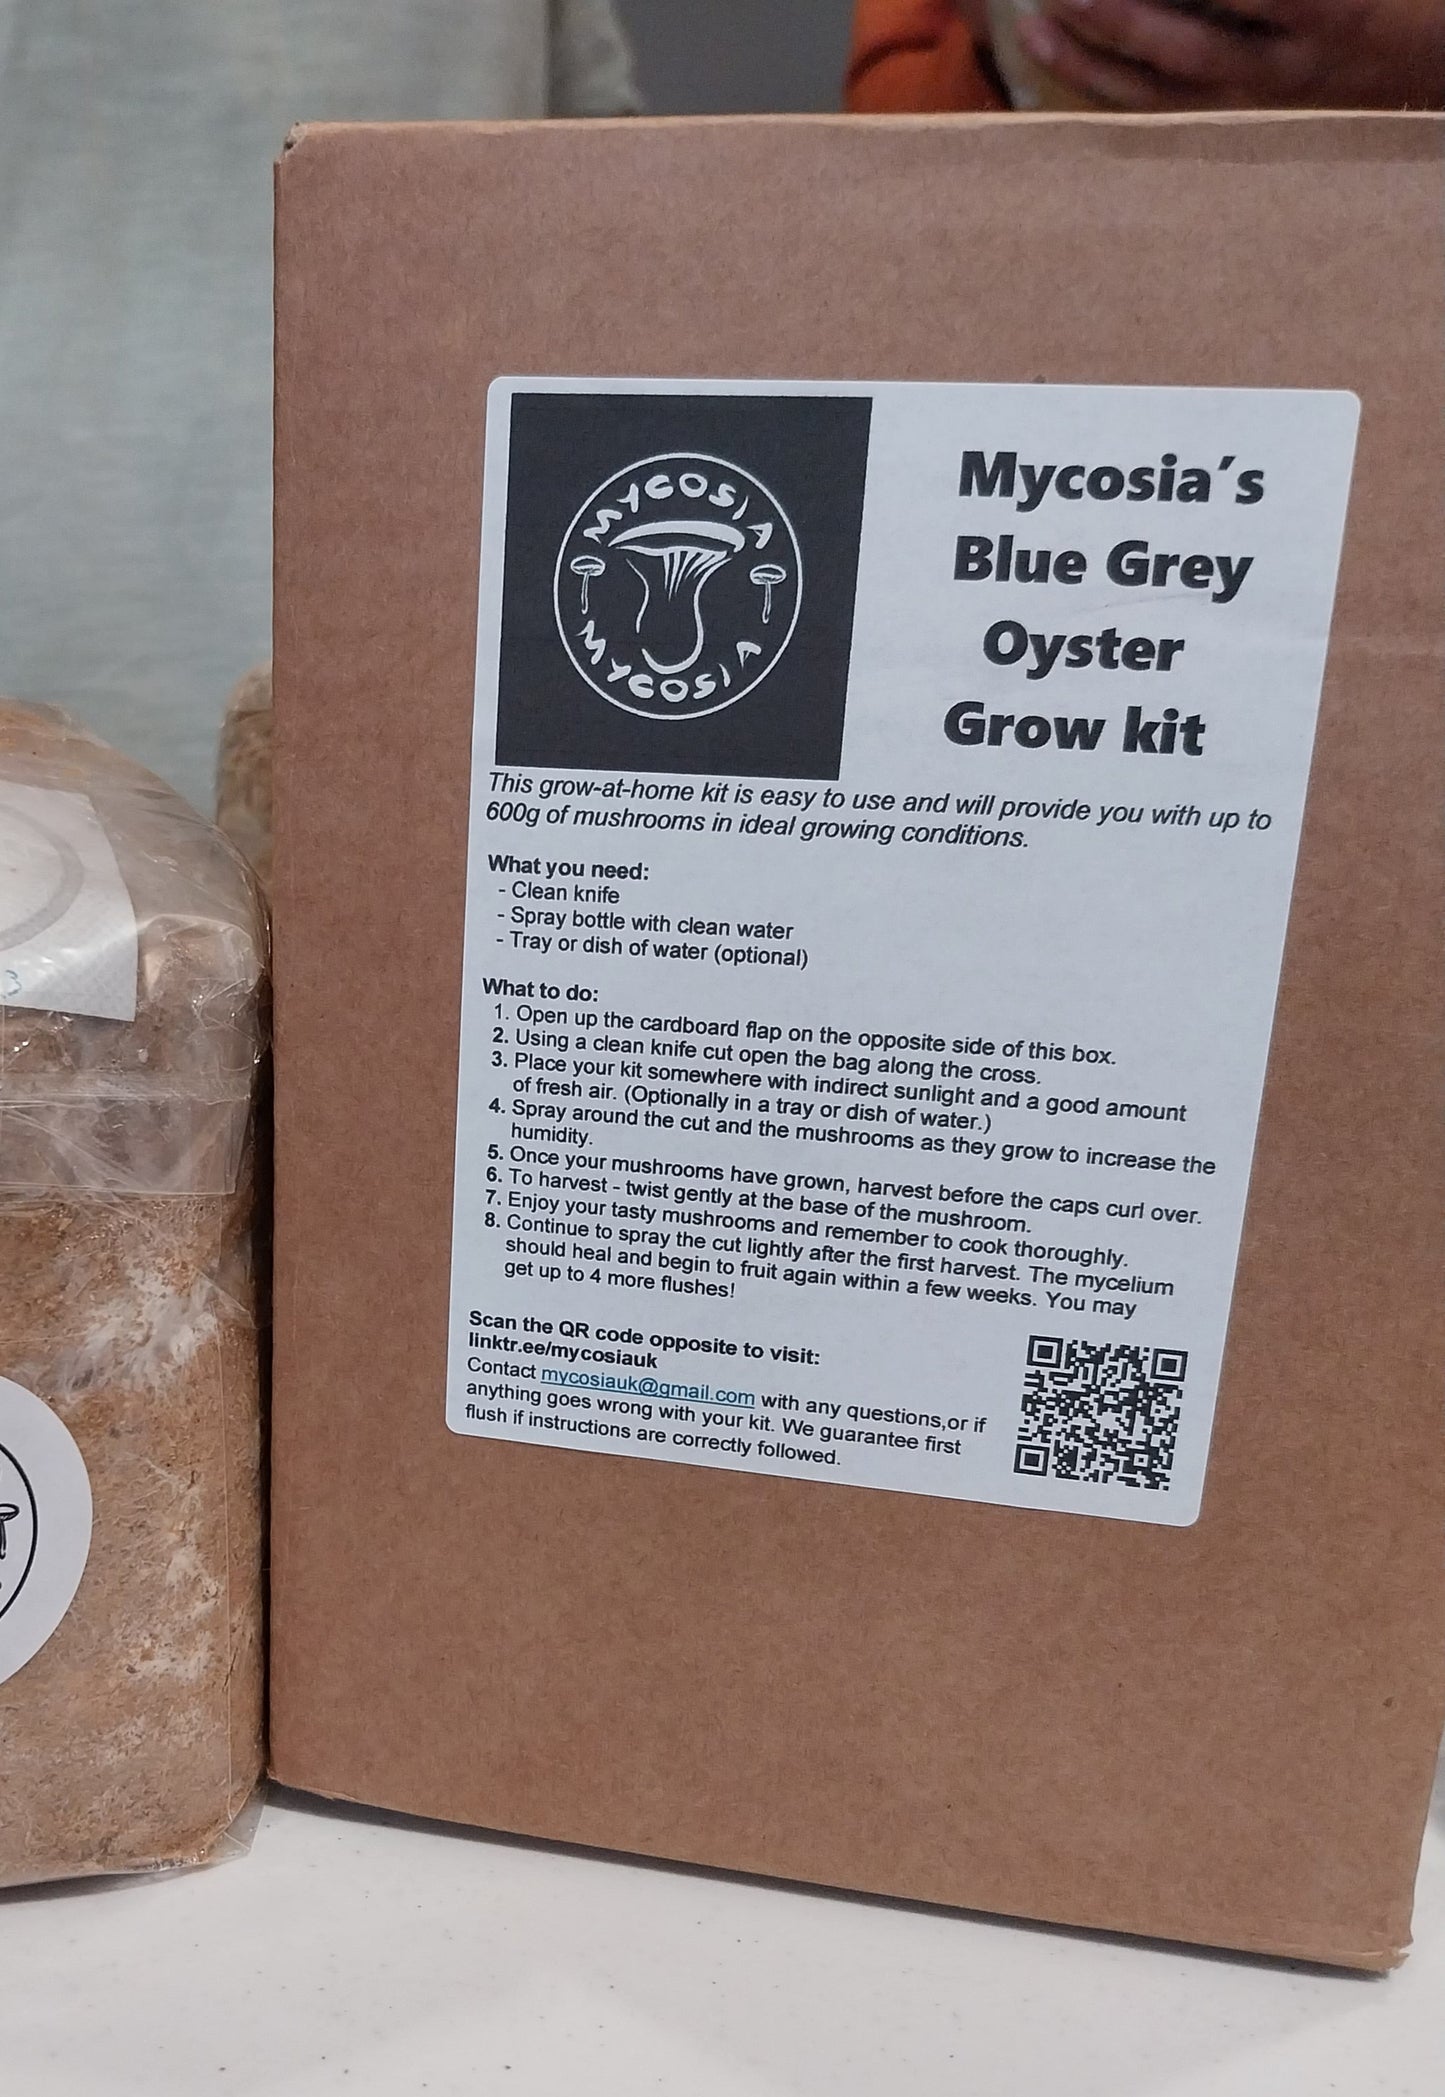 MYCOSIA
MYCOSIA
Mycosia´s
Blue Grey
Oyster
Grow kit
This grow-at-home kit is easy to use and will provide you with up to
600g of mushrooms in ideal growing conditions.
What you need:
- Clean knife
- Spray bottle with clean water
- Tray or dish of water (optional)
What to do:
1. Open up the cardboard flap on the opposite side of this box.
2. Using a clean knife cut open the bag along the cross.
3. Place your kit somewhere with indirect sunlight and a good amount
of fresh air. (Optionally in a tray or dish of water.)
4. Spray around the cut and the mushrooms as they grow to increase the
humidity.
5. Once your mushrooms have grown, harvest before the caps curl over.
6. To harvest - twist gently at the base of the mushroom.
7. Enjoy your tasty mushrooms and remember to cook thoroughly.
8. Continue to spray the cut lightly after the first harvest. The mycelium
should heal and begin to fruit again within a few weeks. You may
get up to 4 more flushes!
Scan the QR code opposite to visit:
linktr.ee/mycosiauk
Contact mycosiauk@gmail.com with any questions,or if
anything goes wrong with your kit. We guarantee first
flush if instructions are correctly followed.